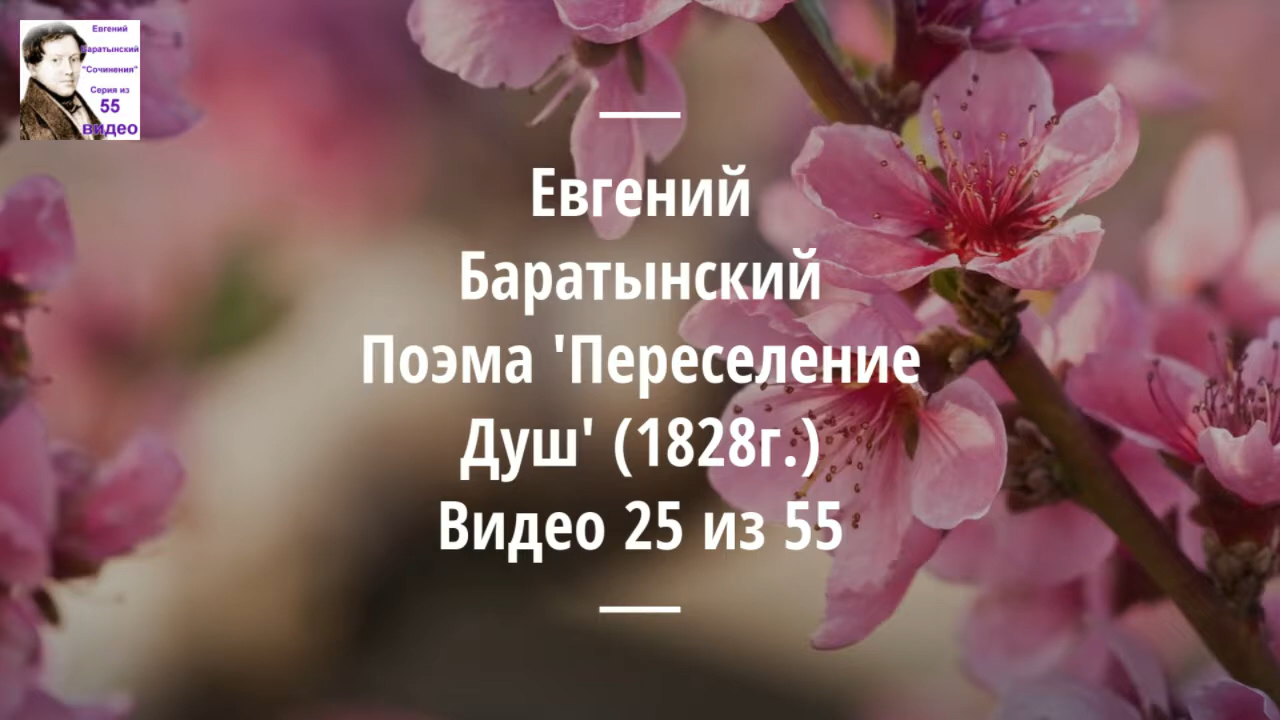 Евгений
Баратынский
"Сочинения"
Серия из
55
видео
Евгений
Баратынский
Поэма 'Переселение
Душ' (1828г.)
Видео 25 из 55